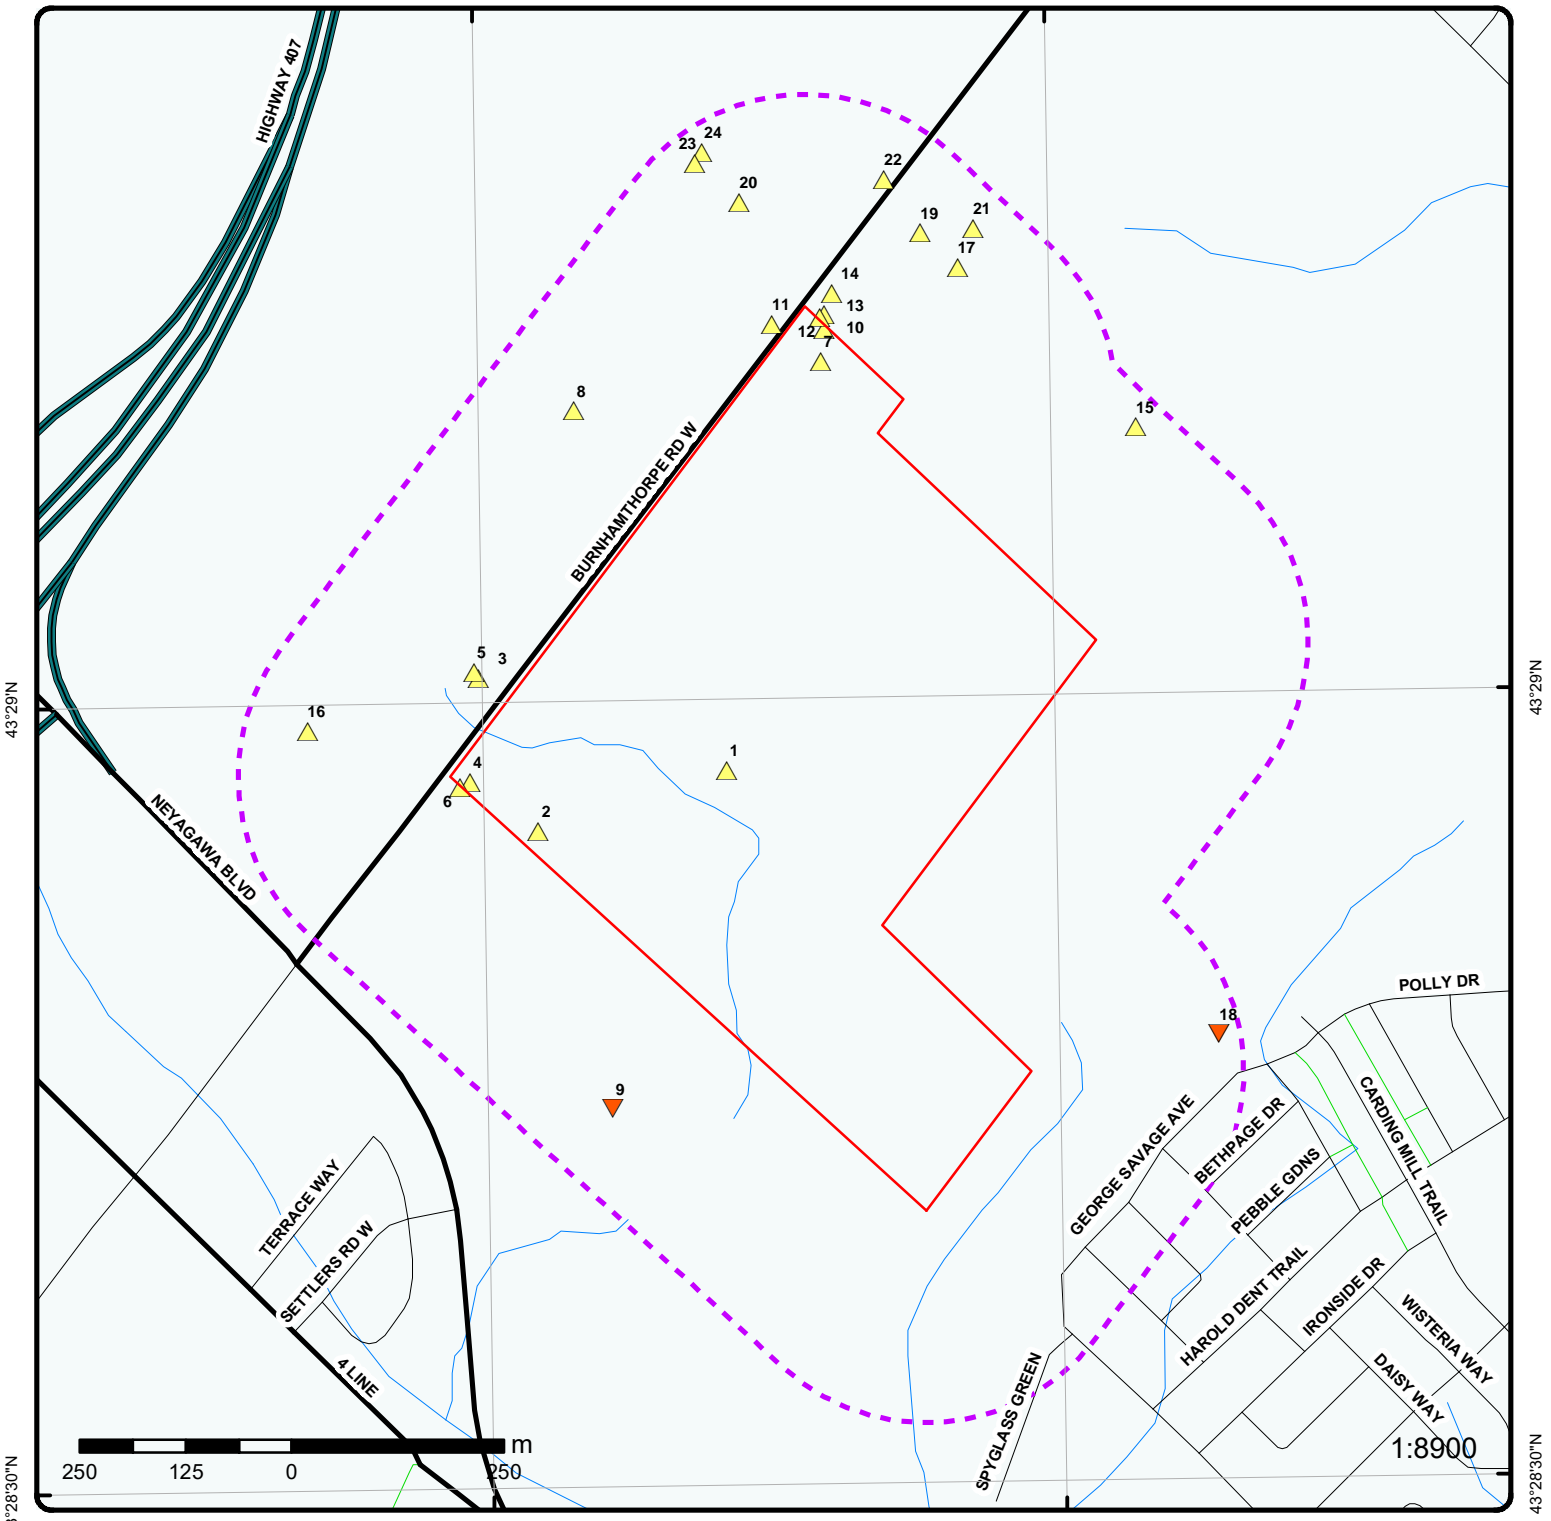 HIGHWAY 407
24
23
22
20
21
19
17
14
11
13
12
10
7
8
15
BURNHAMTHORPE RD W
5
3
43°29'N
43°29'N
16
1
4
6
2
NEYAGAWA BLVD
POLLY DR
18
9
CARDING MILL TRAIL
GEORGE SAVAGE AVE
BETHPAGE DR
PEBBLE GDNS
TERRACE WAY
SETTLERS RD W
HAROLD DENT TRAIL
IRONSIDE DR
WISTERIA WAY
DAISY WAY
4 LINE
SPYGLASS GREEN
m
1:8900
250
125
0
250
3°28'30"N
43°28'30"N